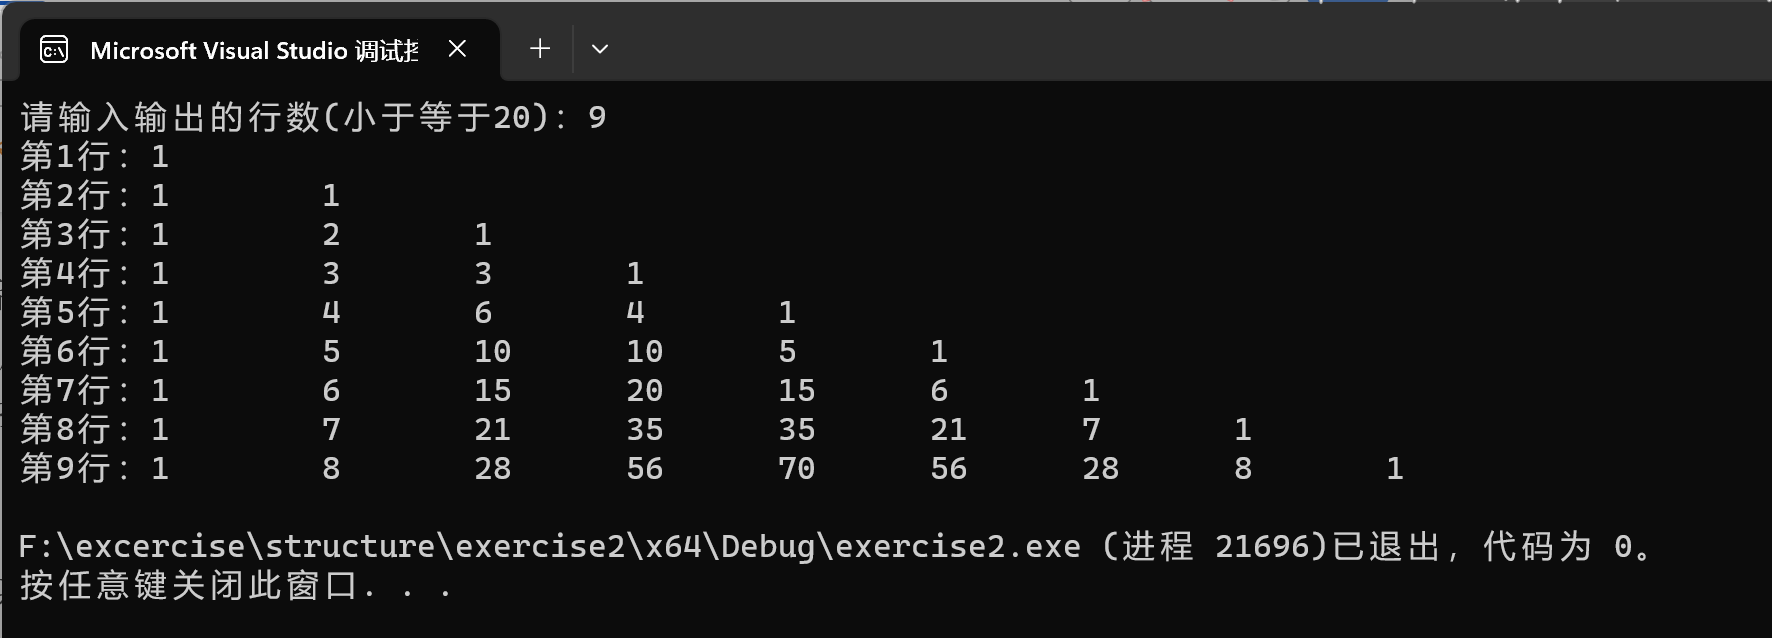 Microsoft Visual Studio 调试
请输入输出的行数(小于等于20): 9
第1行: 1
第2行: 1 1
第3行: 1 2 1
第4行: 1 3 3 1
第5行: 1 4 6 4 1
第6行: 1 5 10 10 5 1
第7行: 1 6 15 20 15 6 1
第8行: 1 7 21 35 35 21 7 1
第9行: 1 8 28 56 70 56 28 8 1
F:\excercise\structure\exercise2\x64\Debug\exercise2.exe (进程 21696)已退出，代码为 0。
按任意键关闭此窗口. . .